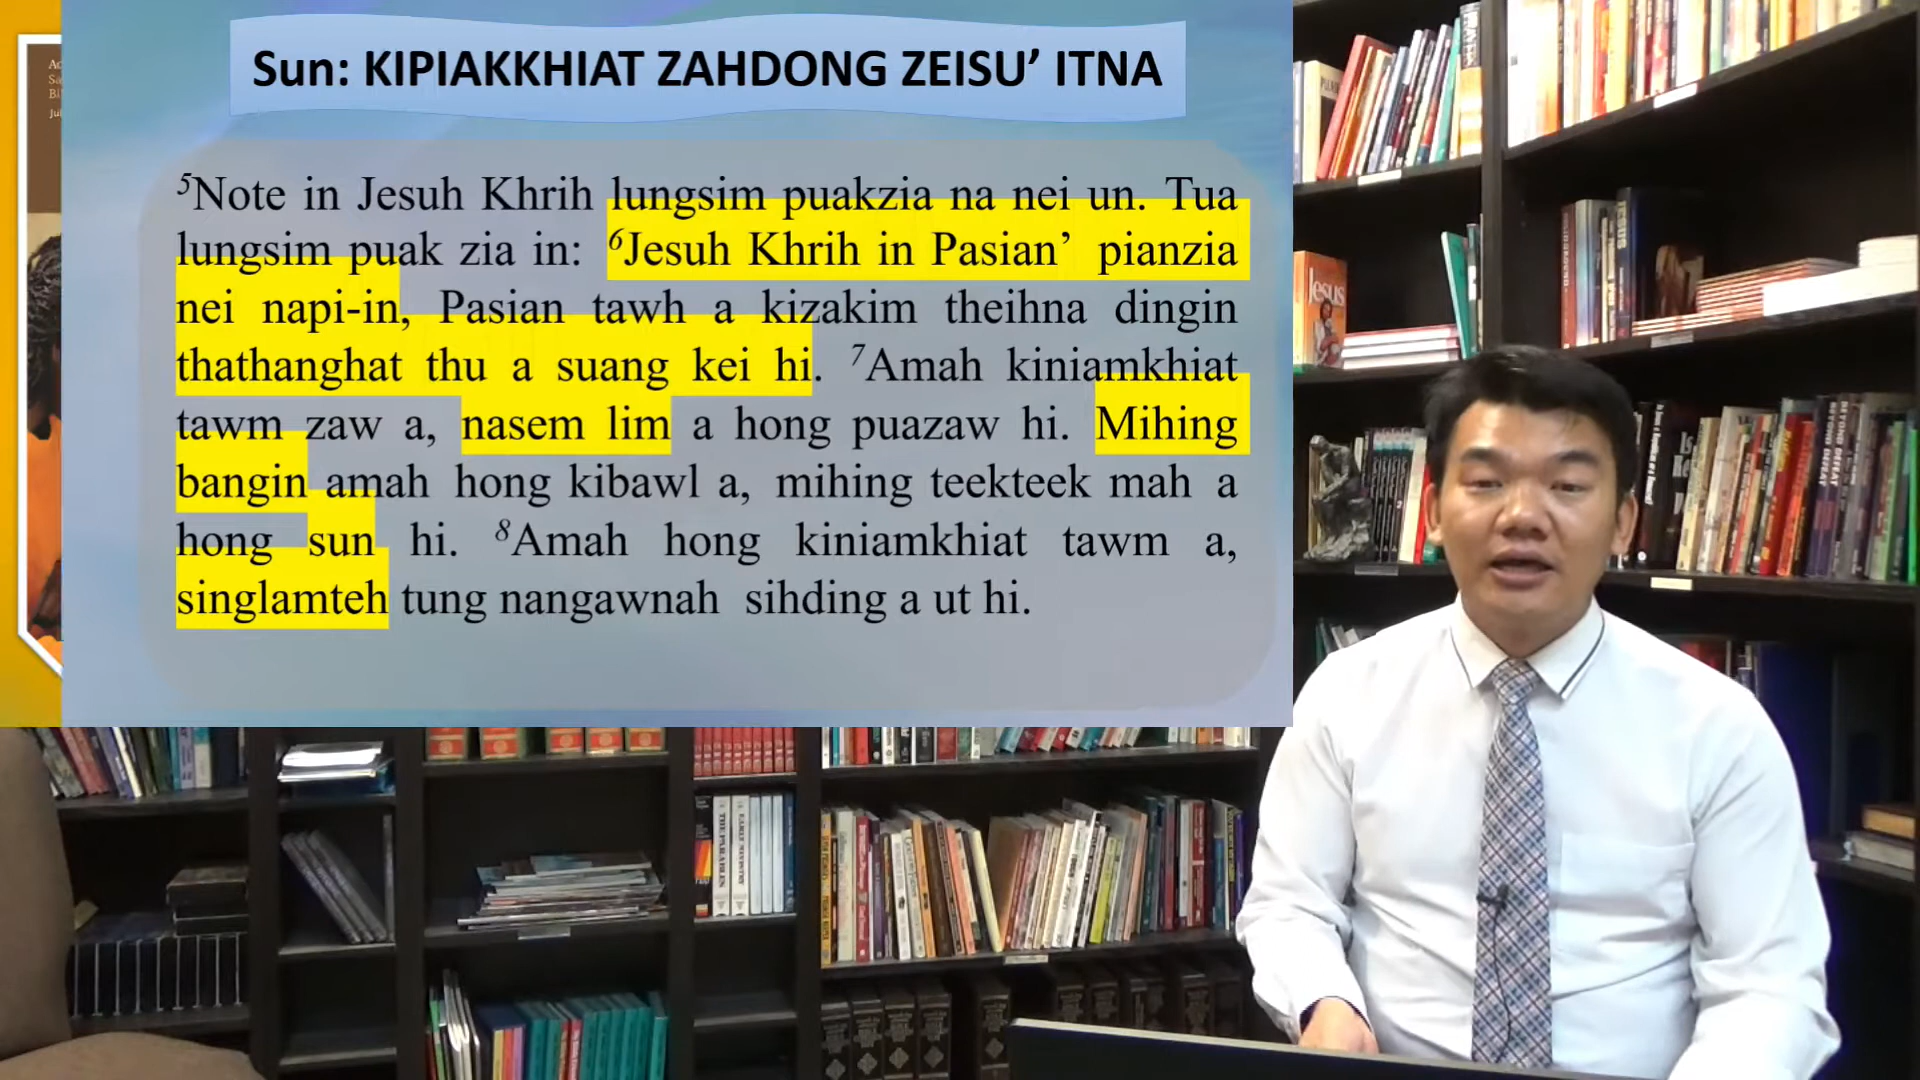 Sun: KIPIAKKHIAT ZAHDONG ZEISU’ ITNA
⁵Note in Jesuh Khrih lungsim puakzia na nei un. Tua
lungsim puak zia in: ⁶Jesuh Khrih in Pasian’ pianzia
nei napi-in, Pasian tawh a kizakim theihna dingin
thathanghat thu a suang kei hi. ⁷Amah kiniamkhiat
tawm zaw a, nasem lim a hong puazaw hi. Mihing
bangin amah hong kibawl a, mihing teekteek mah a
hong sun hi. ⁸Amah hong kiniamkhiat tawm a,
singlamteh tung nangawnah sihding a ut hi.
Jesus